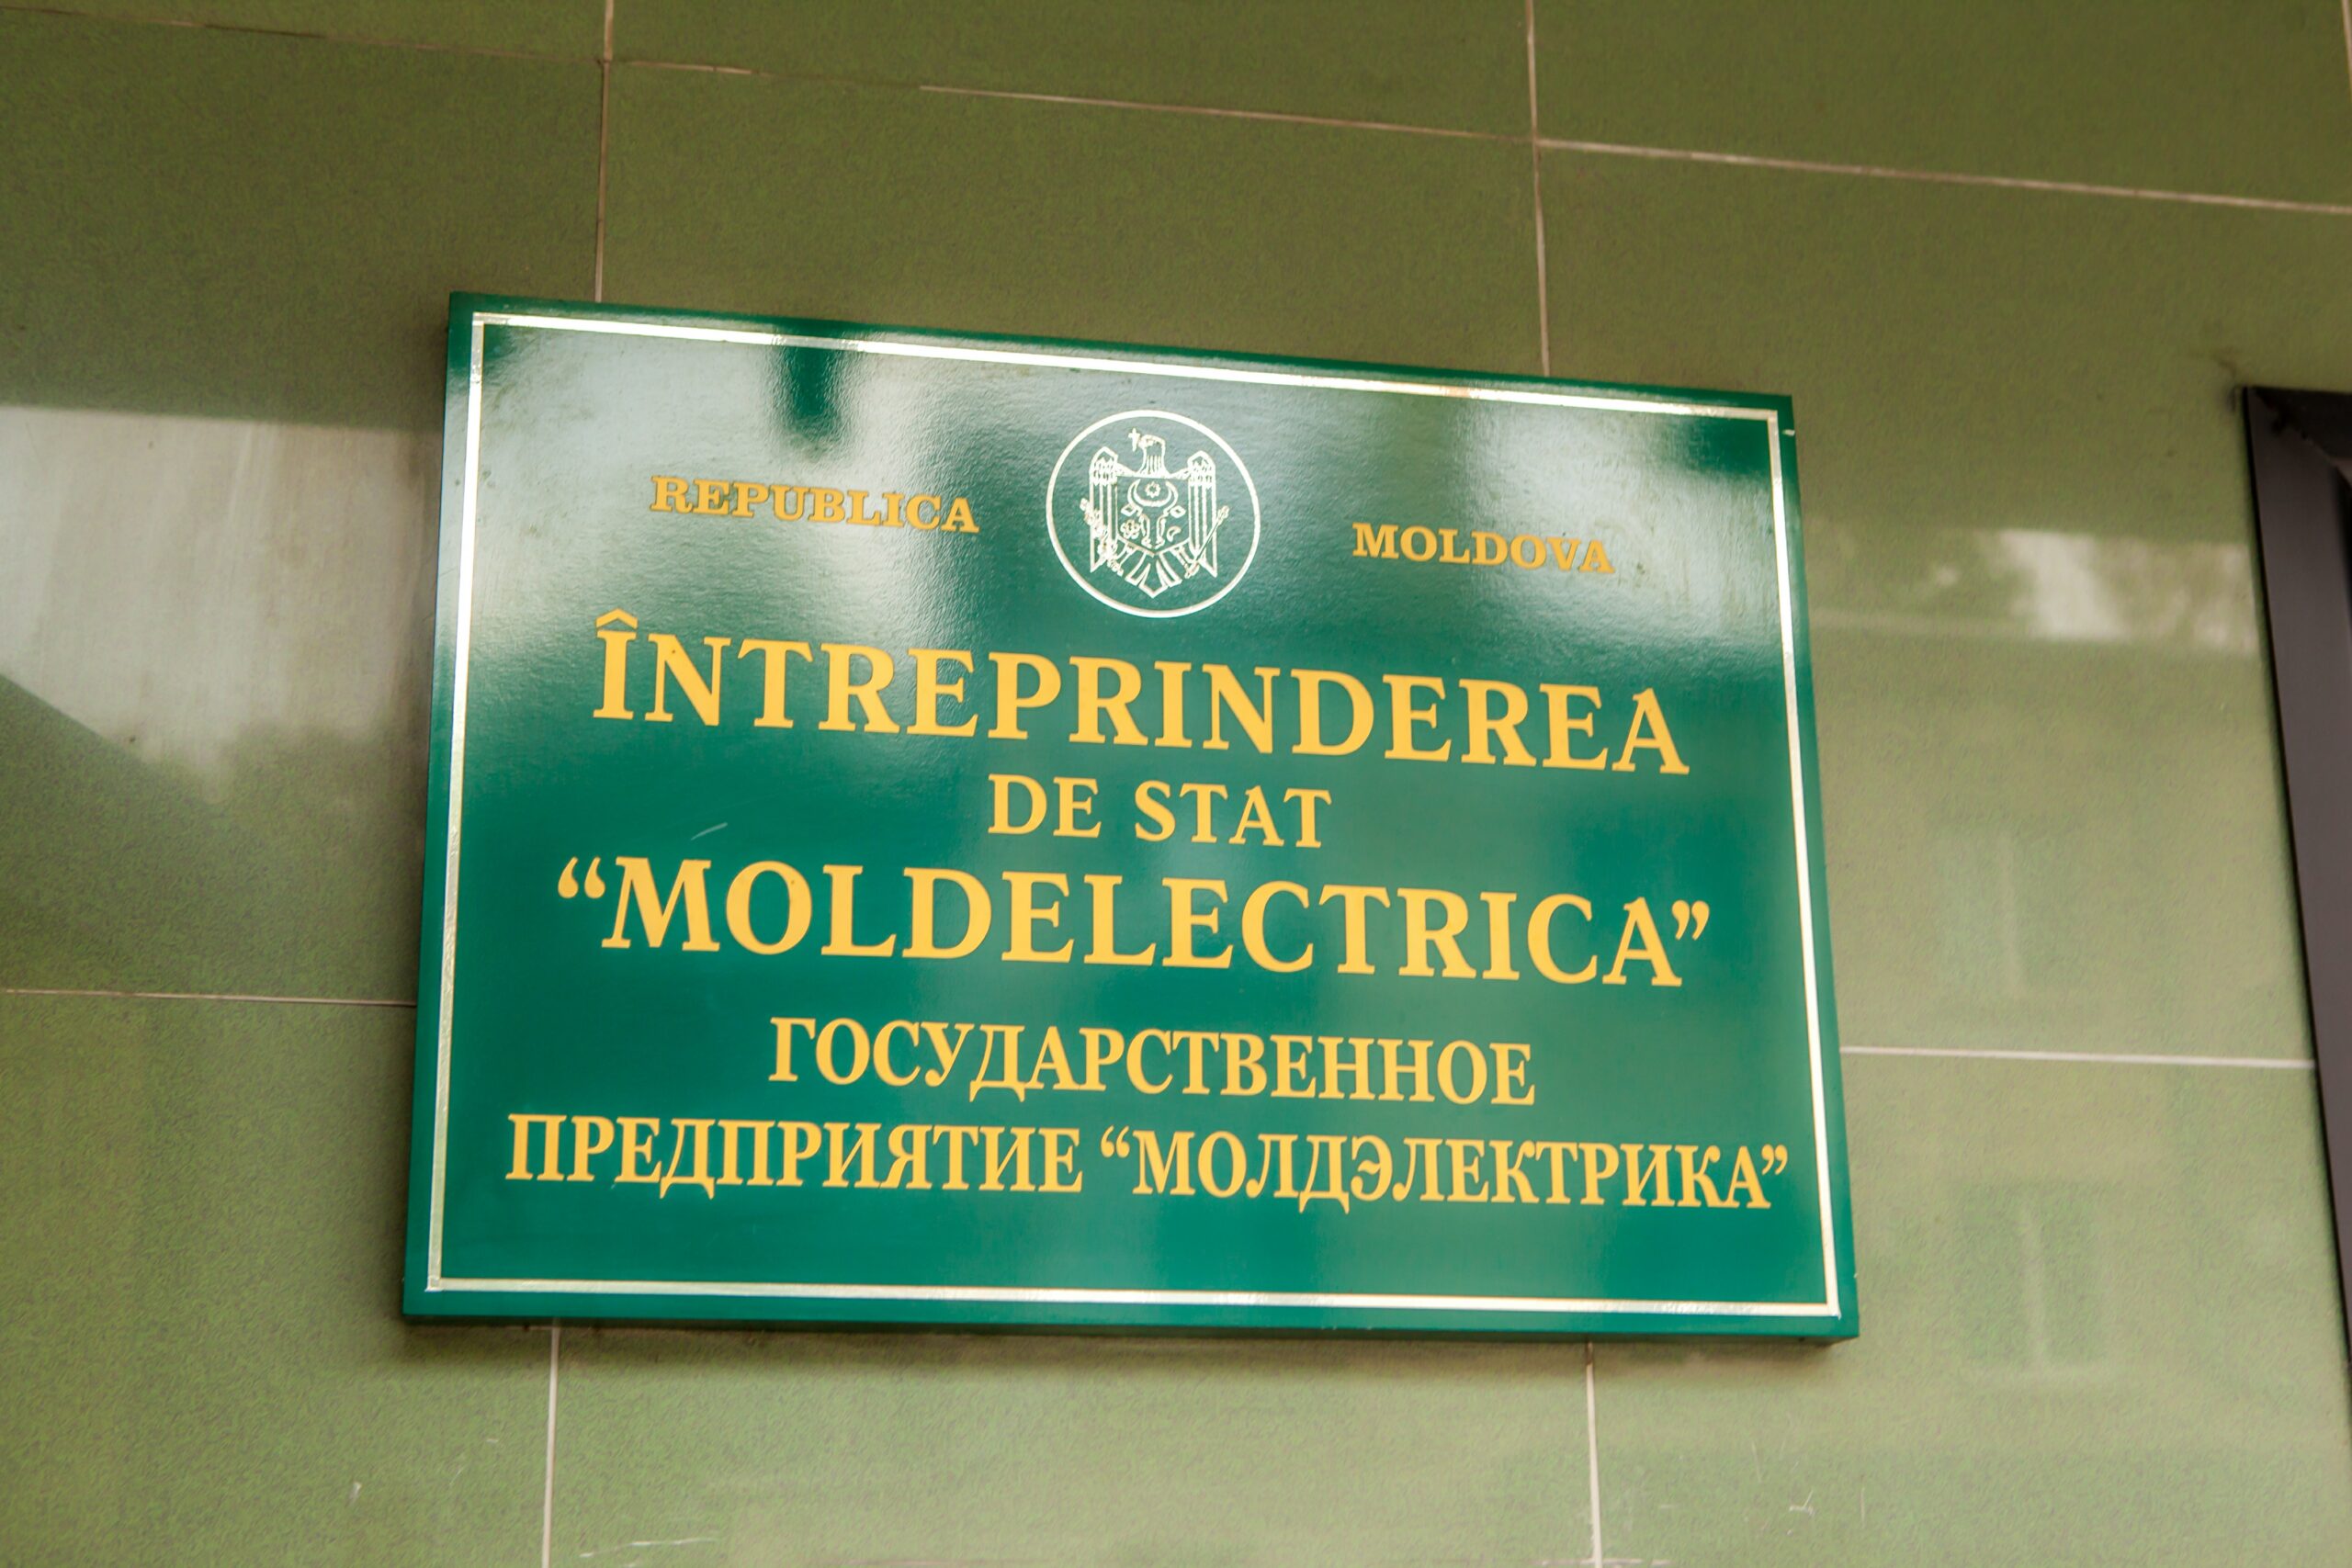 REPUBLICA MOLDOVA
ÎNTREPRINDEREA
DE STAT
“MOLDELECTRICA”
ГОСУДАРСТВЕННОЕ
ПРЕДПРИЯТИЕ “МОЛДЭЛЕКТРИКА”